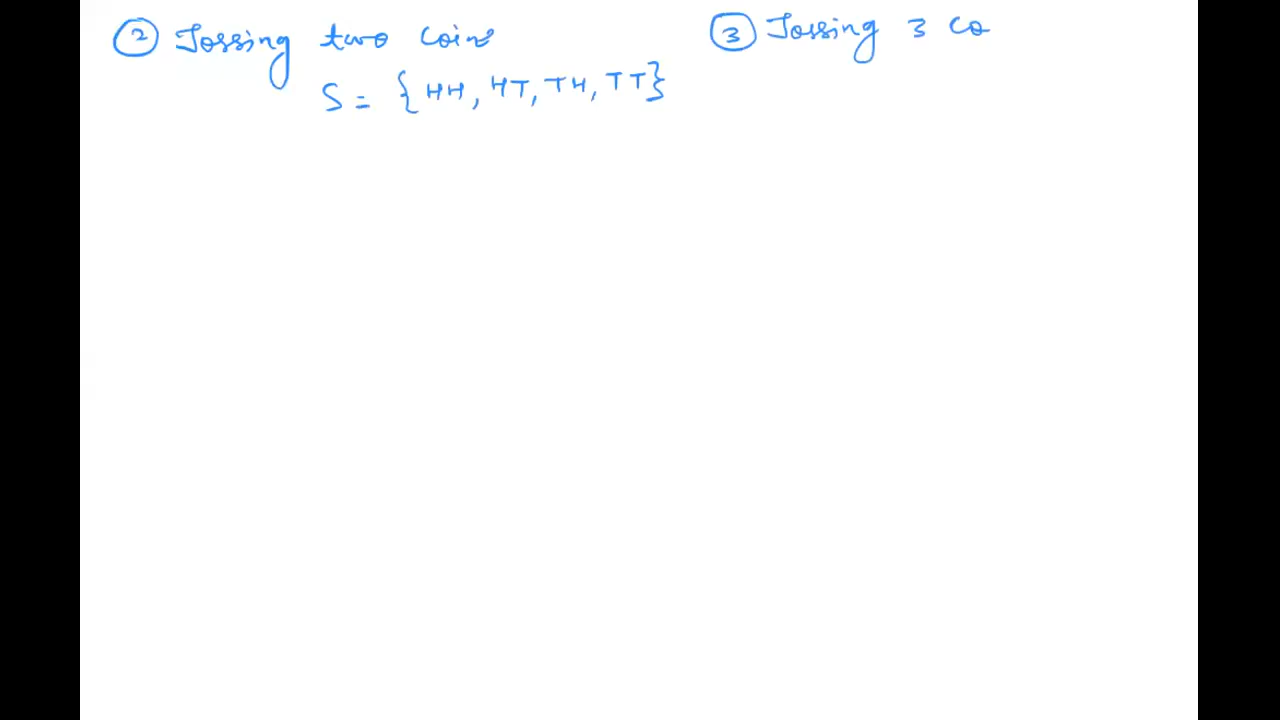 ② Tossing two coins
S = {HH, HT, TH, TT}
③ Tossing 3 co